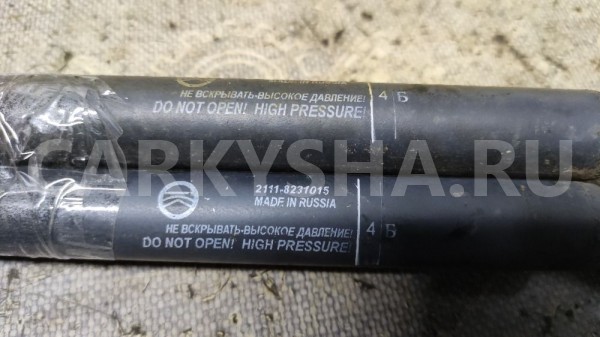 НЕ ВСКРЫВАТЬ-ВЫСОКОЕ ДАВЛЕНИЕ!
DO NOT OPEN! HIGH PRESSURE!
4 Б
CARKYSHA.RU
2111-8231015
MADE IN RUSSIA
НЕ ВСКРЫВАТЬ-ВЫСОКОЕ ДАВЛЕНИЕ!
DO NOT OPEN! HIGH PRESSURE!
4 Б